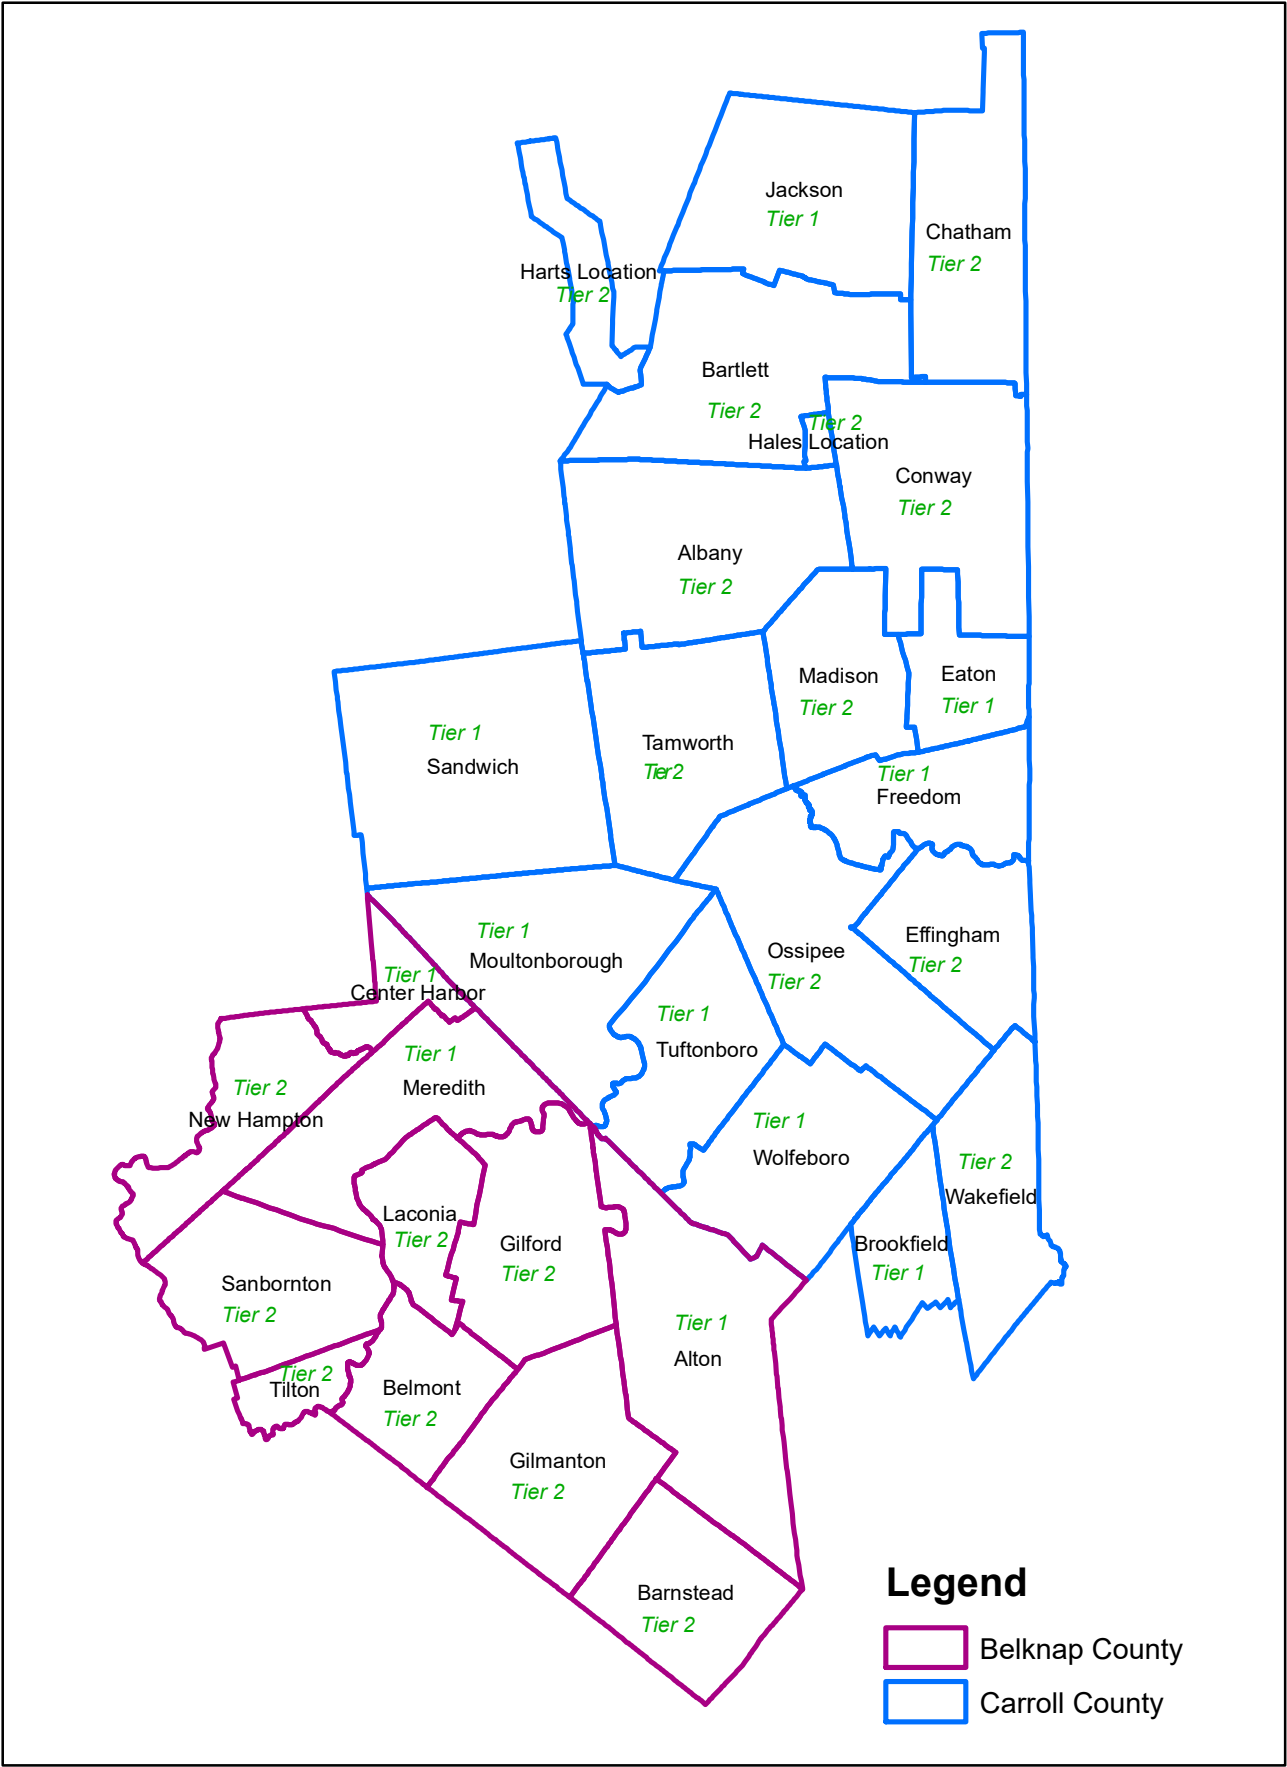 Jackson
Tier 1
Chatham
Tier 2
Harts Location
Tier 2
Bartlett
Tier 2
Tier 2
Hales Location
Conway
Tier 2
Albany
Tier 2
Madison
Tier 2
Eaton
Tier 1
Tier 1
Sandwich
Tamworth
Tier2
Tier 1
Freedom
Tier 1
Moultonborough
Ossipee
Tier 2
Effingham
Tier 2
Tier 1
Center Harbor
Tier 1
Tuftonboro
Tier 1
Meredith
Tier 2
New Hampton
Tier 1
Wolfeboro
Tier 2
Wakefield
Laconia
Tier 2
Gilford
Tier 2
Brookfield
Tier 1
Sanbornton
Tier 2
Tier 1
Alton
Tier 2
Tilton
Belmont
Tier 2
Gilmanton
Tier 2
Barnstead
Tier 2
Legend
Belknap County
Carroll County